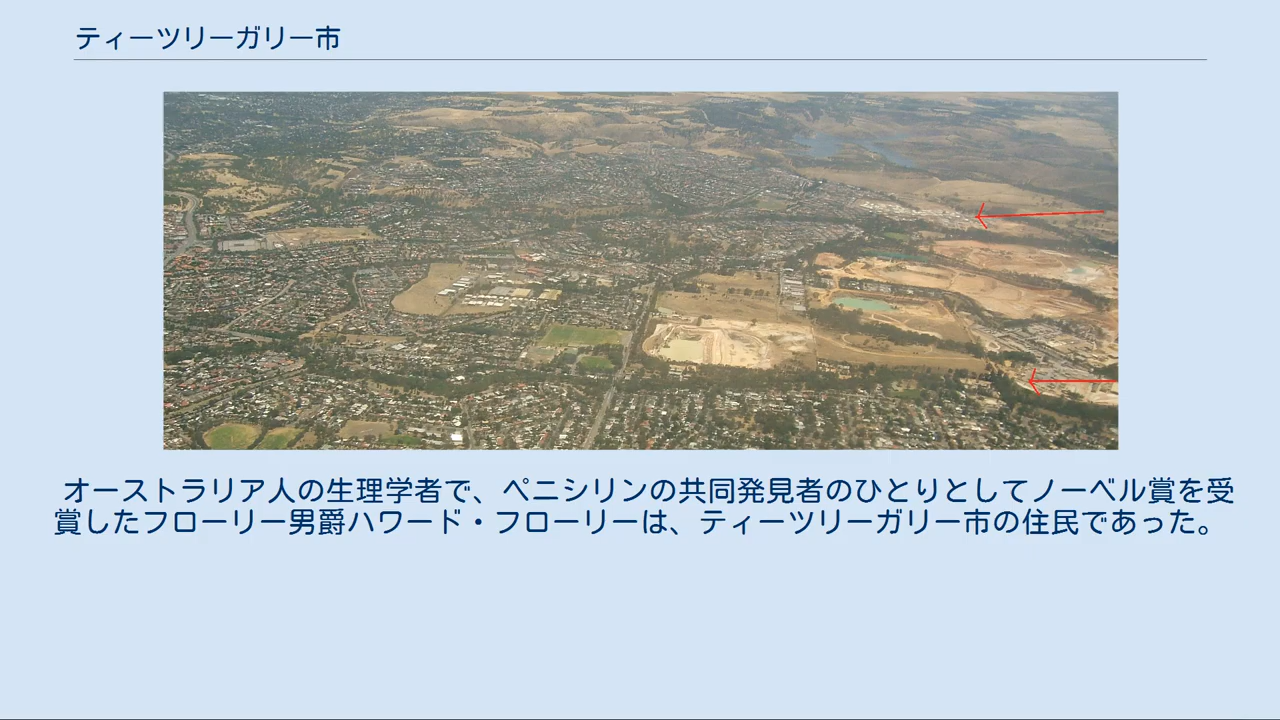 ティーツリーガリー市
オーストラリア人の生理学者で、ペニシリンの共同発見者のひとりとしてノーベル賞を受
賞したフローリー男爵ハワード・フローリーは、ティーツリーガリー市の住民であった。